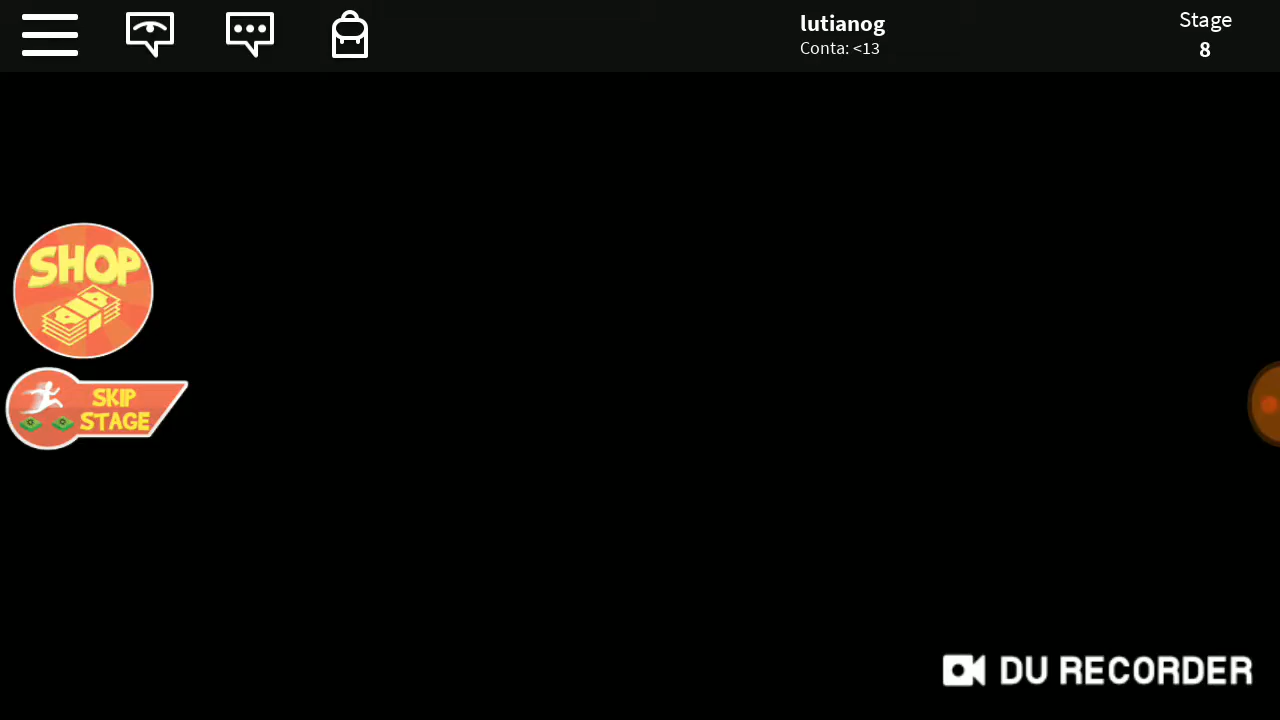 lutianog
Conta: <13
Stage
8
SHOP
SKIP
STAGE
DU RECORDER